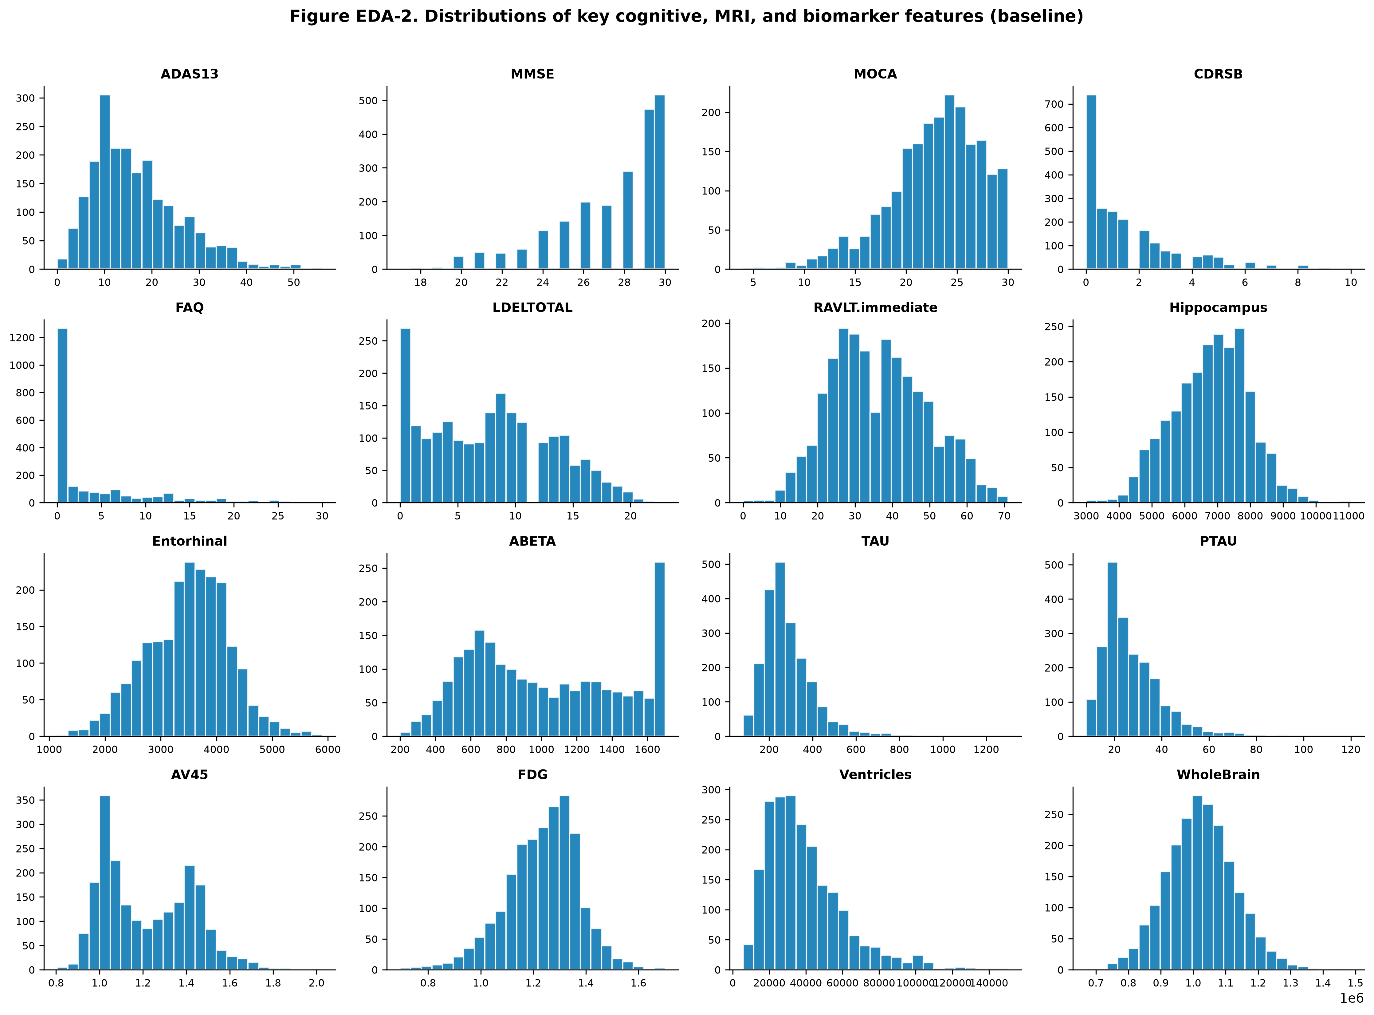 Figure EDA-2. Distributions of key cognitive, MRI, and biomarker features (baseline)
ADAS13
300
250
200
150
100
50
0
0 10 20 30 40 50
MMSE
500
400
300
200
100
0
18 20 22 24 26 28 30
MOCA
200
150
100
50
0
5 10 15 20 25 30
CDRSB
700
600
500
400
300
200
100
0
0 2 4 6 8 10
FAQ
1200
1000
800
600
400
200
0
0 5 10 15 20 25 30
LDELTOTAL
250
200
150
100
50
0
0 5 10 15 20
RAVLT.immediate
200
150
100
50
0
0 10 20 30 40 50 60 70
Hippocampus
250
200
150
100
50
0
3000 4000 5000 6000 7000 8000 9000 10000 11000
Entorhinal
200
150
100
50
0
1000 2000 3000 4000 5000 6000
ABETA
250
200
150
100
50
0
200 400 600 800 1000 1200 1400 1600
TAU
500
400
300
200
100
0
200 400 600 800 1000 1200
PTAU
500
400
300
200
100
0
20 40 60 80 100 120
AV45
350
300
250
200
150
100
50
0
0.8 1.0 1.2 1.4 1.6 1.8 2.0
FDG
250
200
150
100
50
0
0.8 1.0 1.2 1.4 1.6
Ventricles
300
250
200
150
100
50
0
0 20000 40000 60000 80000 100000 120000 140000
WholeBrain
250
200
150
100
50
0
0.7 0.8 0.9 1.0 1.1 1.2 1.3 1.4 1.5
1e6